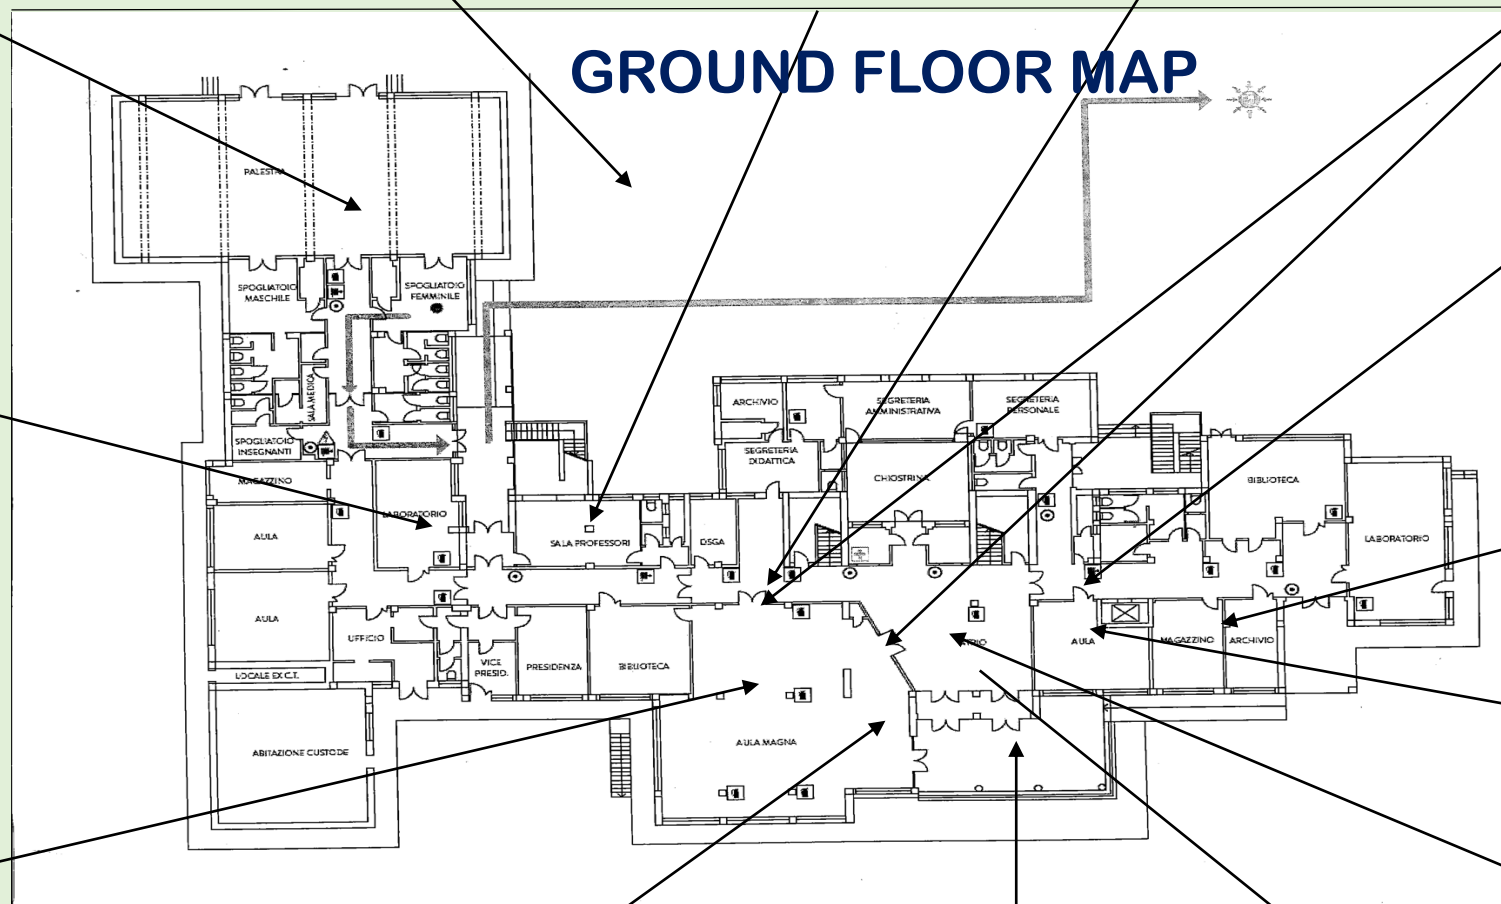 GROUND FLOOR MAP
PALESTRA
SPOGLIATOIO
MASCHILE
SPOGLIATOIO
FEMMINILE
SALA MEDICA
ARCHIVIO
SEGRETERIA
AMMINISTRATIVA
SEGRETERIA
PERSONALE
SPOGLIATOIO
INSEGNANTI
SEGRETERIA
DIDATTICA
MAGAZZINO
CHIOSTRINA
BIBLIOTECA
LABORATORIO
AULA
SALA PROFESSORI
DSGA
LABORATORIO
AULA
UFFICIO
VICE
PRESID.
PRESIDENZA
BIBLIOTECA
ATRIO
AULA
MAGAZZINO
ARCHIVIO
LOCALE EX C.T.
AULA MAGNA
ABITAZIONE CUSTODE